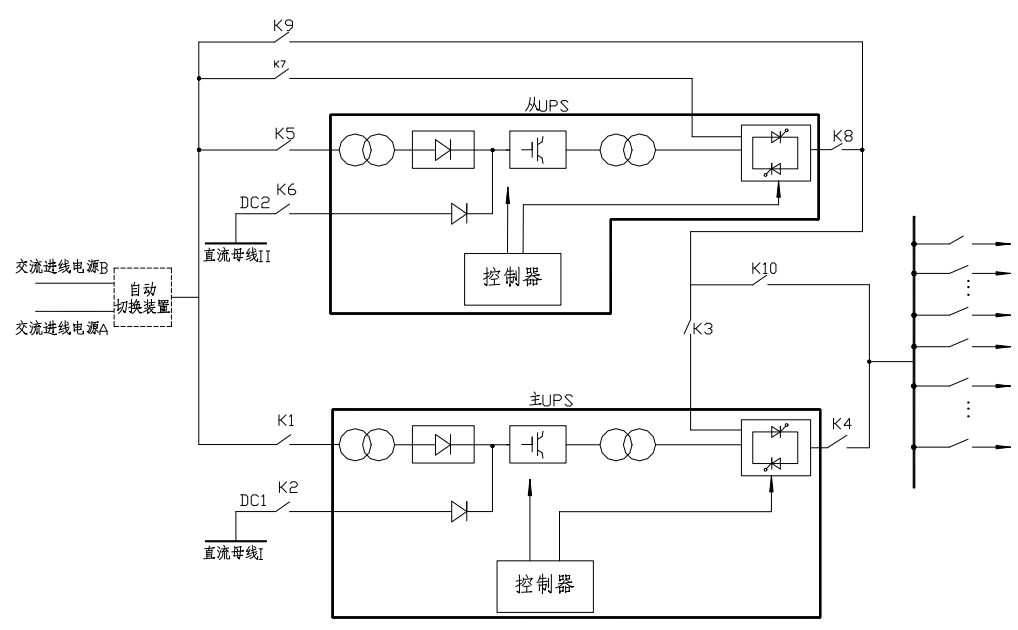 K9
K7
从UPS
K5
K8
DC2
K6
直流母线II
控制器
交流进线电源B
自动
切换装置
交流进线电源A
K10
K3
主UPS
K1
K4
DC1
K2
直流母线I
控制器